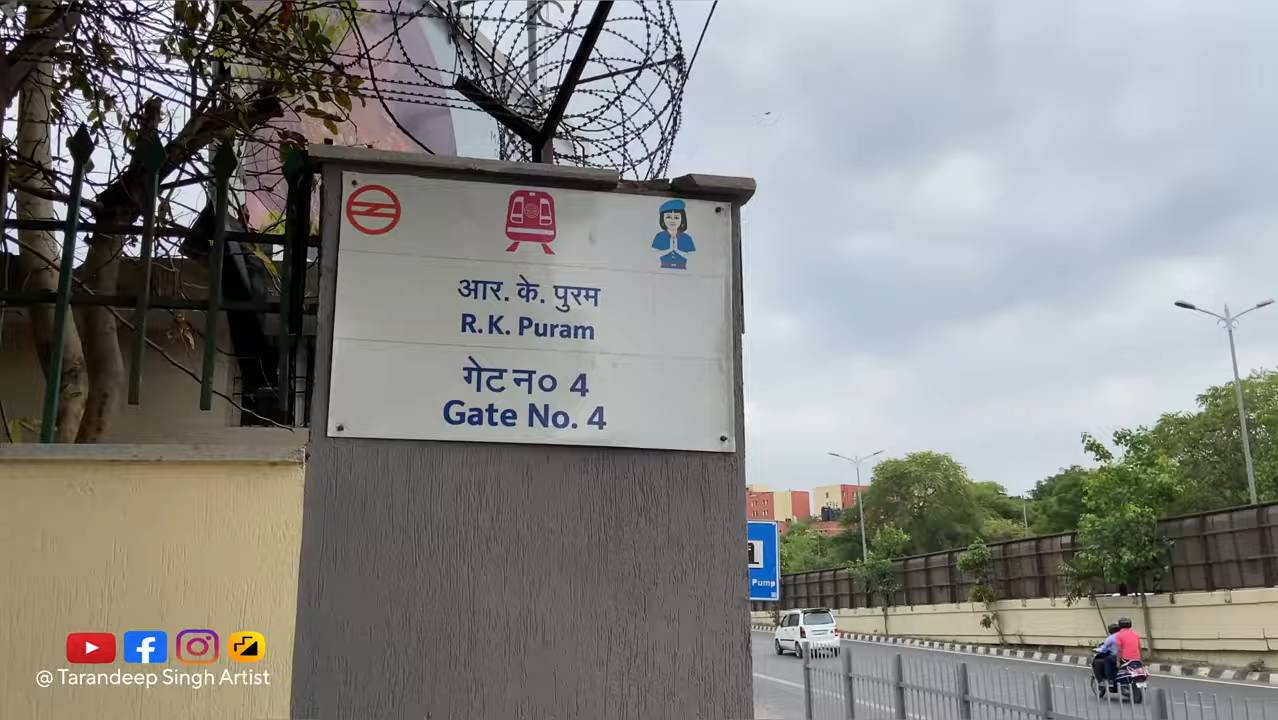 आर. के. पुरम
R.K. Puram
गेट न० 4
Gate No. 4
Pump
@ Tarandeep Singh Artist